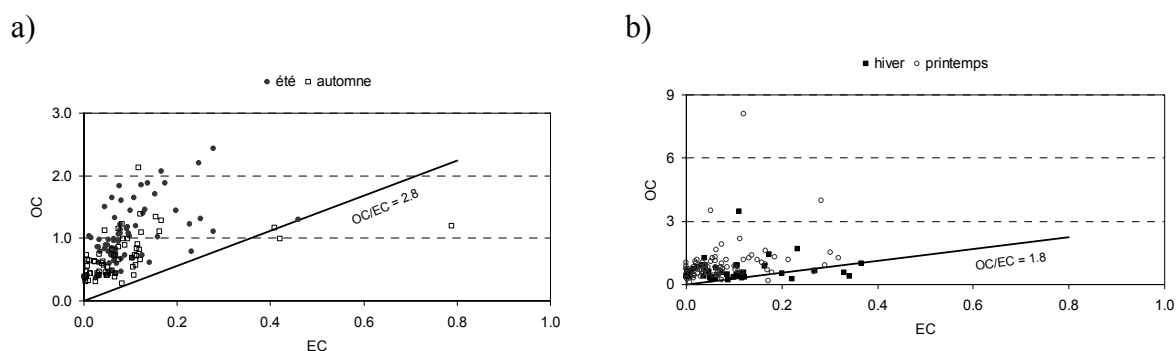 a)
● été □ automne
3.0
2.0
1.0
0.0
OC
OC/EC = 2.8
0.0 0.2 0.4 0.6 0.8 1.0
EC
b)
■ hiver ○ printemps
9
6
3
0
OC
OC/EC = 1.8
0.0 0.2 0.4 0.6 0.8 1.0
EC